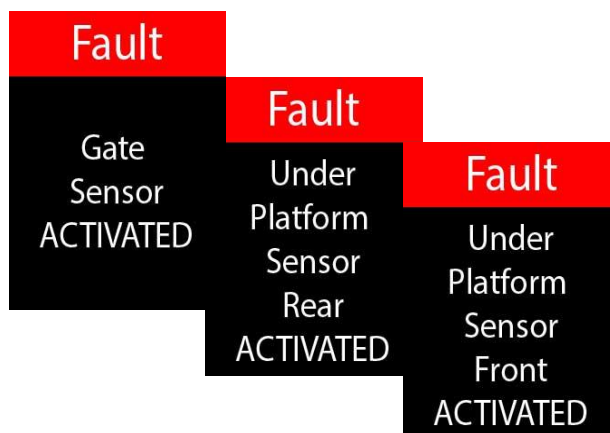 Fault
Gate
Sensor
ACTIVATED
Fault
Under
Platform
Sensor
Rear
ACTIVATED
Fault
Under
Platform
Sensor
Front
ACTIVATED